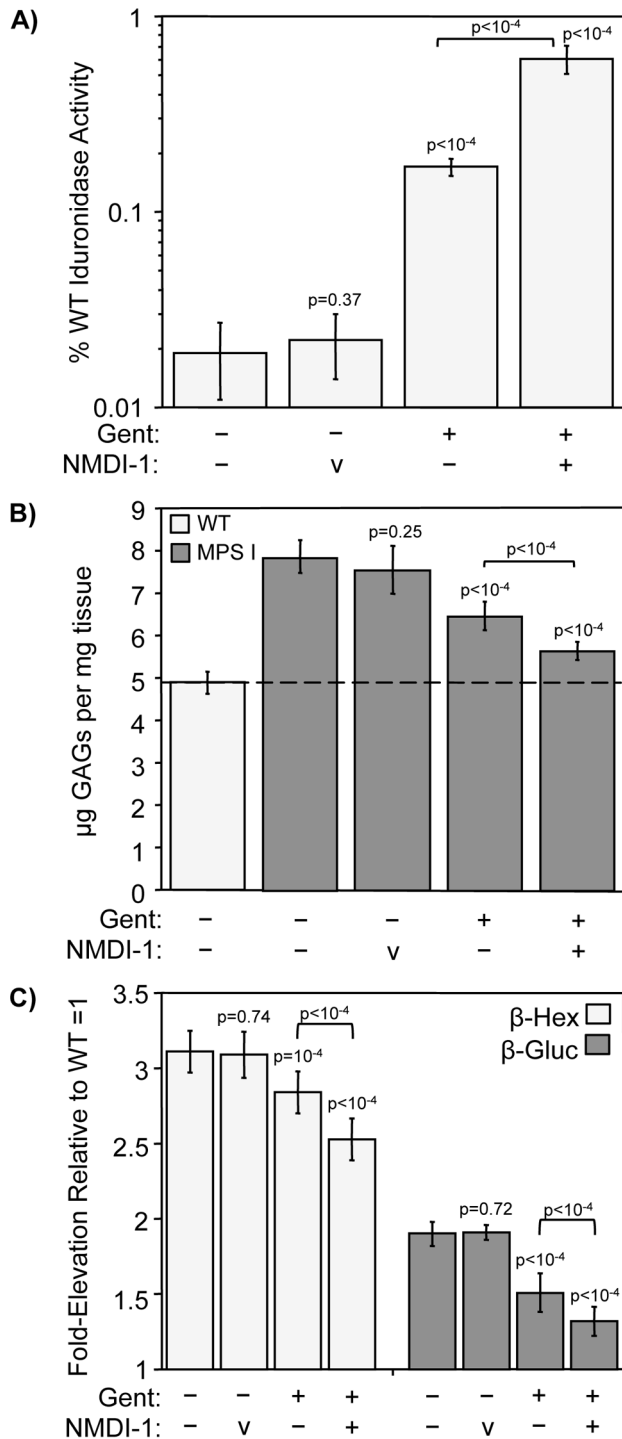 A)
% WT Iduronidase Activity
1
0.1
0.01
p=0.37
p<10-4
p<10-4
p<10-4
Gent: – – + +
NMDI-1: – v – +
B)
µg GAGs per mg tissue
9
8
7
6
5
4
3
2
1
0
WT
MPS I
p=0.25
p<10-4
p<10-4
p<10-4
Gent: – – – + +
NMDI-1: – – v – +
C)
Fold-Elevation Relative to WT =1
3.5
3
2.5
2
1.5
1
β-Hex
β-Gluc
p=0.74
p<10-4
p=10-4
p<10-4
p=0.72
p<10-4
p<10-4
p<10-4
Gent: – – + + – – + +
NMDI-1: – v – + – v – +